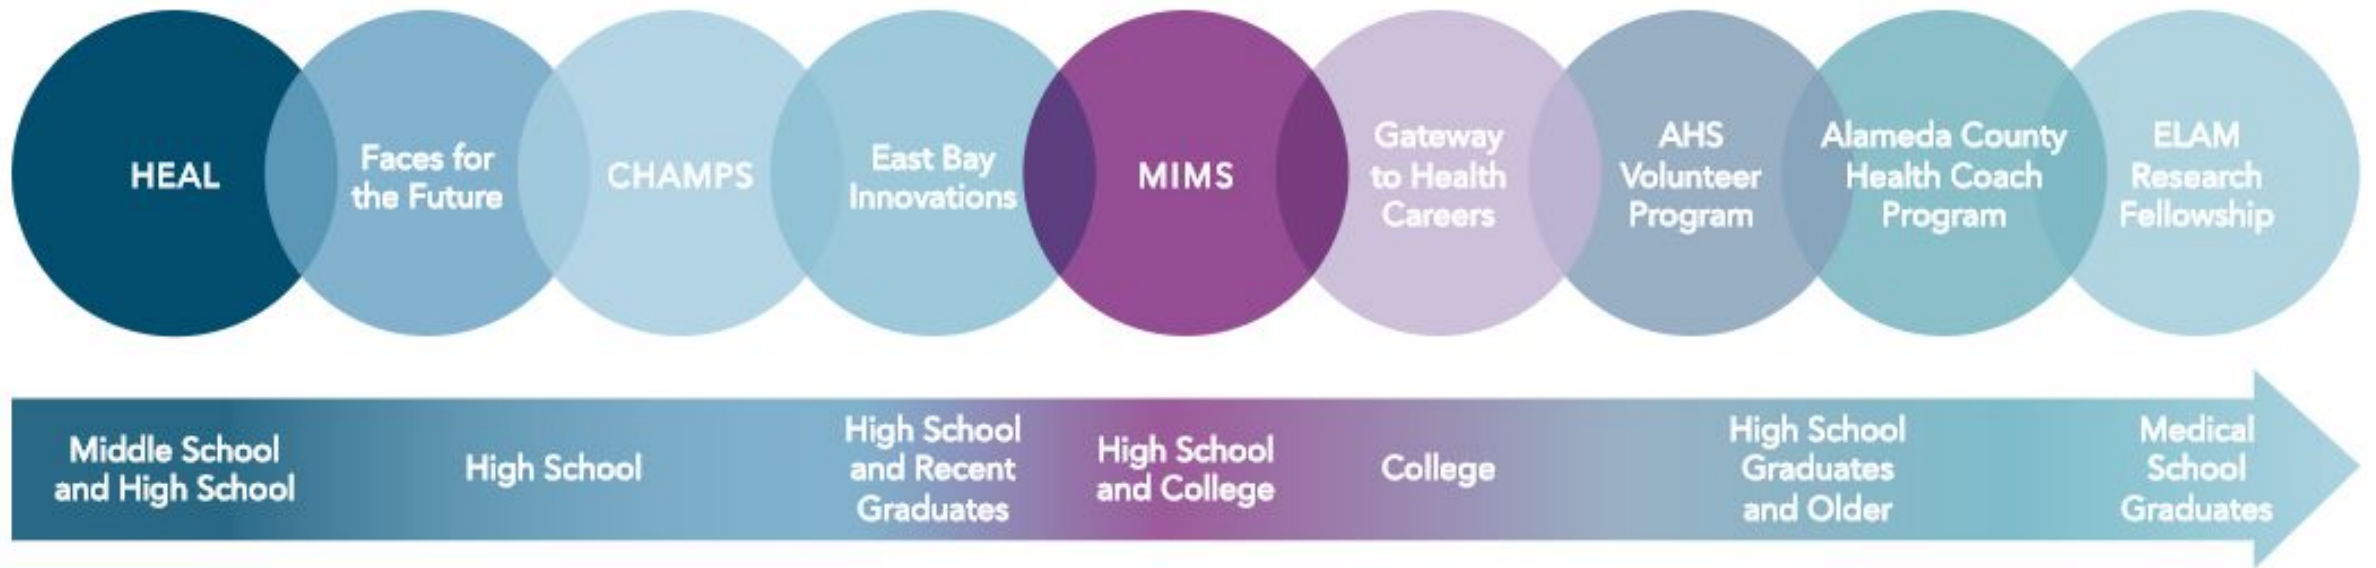 HEAL
Faces for
the Future
CHAMPS
East Bay
Innovations
MIMS
Gateway
to Health
Careers
AHS
Volunteer
Program
Alameda County
Health Coach
Program
ELAM
Research
Fellowship
Middle School
and High School
High School
High School
and Recent
Graduates
High School
and College
College
High School
Graduates
and Older
Medical
School
Graduates